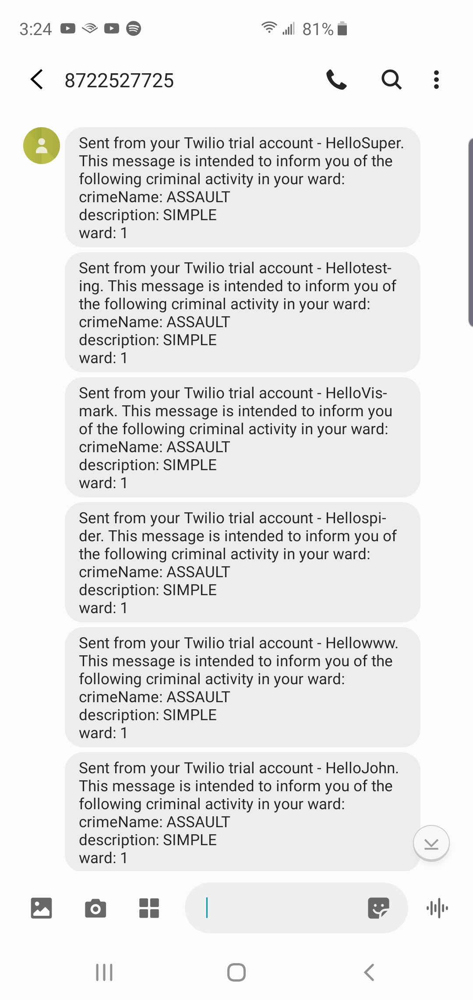 3:24
81%
8722527725
Sent from your Twilio trial account - HelloSuper.
This message is intended to inform you of the
following criminal activity in your ward:
crimeName: ASSAULT
description: SIMPLE
ward: 1
Sent from your Twilio trial account - Hellotest-
ing. This message is intended to inform you of
the following criminal activity in your ward:
crimeName: ASSAULT
description: SIMPLE
ward: 1
Sent from your Twilio trial account - HelloVis-
mark. This message is intended to inform you
of the following criminal activity in your ward:
crimeName: ASSAULT
description: SIMPLE
ward: 1
Sent from your Twilio trial account - Hellospi-
der. This message is intended to inform you of
the following criminal activity in your ward:
crimeName: ASSAULT
description: SIMPLE
ward: 1
Sent from your Twilio trial account - Hellowww.
This message is intended to inform you of the
following criminal activity in your ward:
crimeName: ASSAULT
description: SIMPLE
ward: 1
Sent from your Twilio trial account - HelloJohn.
This message is intended to inform you of the
following criminal activity in your ward:
crimeName: ASSAULT
description: SIMPLE
ward: 1